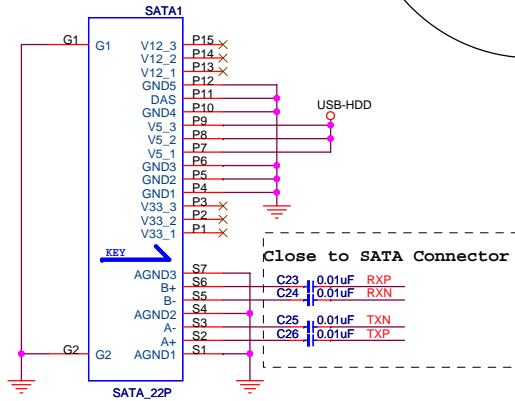 SATA1
G1 G1 V12_3 P15
V12_2 P14
V12_1 P13
GND5 P12
DAS P11
GND4 P10
USB-HDD
V5_3 P9
V5_2 P8
V5_1 P7
GND3 P6
GND2 P5
GND1 P4
V33_3 P3
V33_2 P2
V33_1 P1
KEY
Close to SATA Connector
AGND3 S7
B+ S6 C23 0.01uF RXP
B- S5 C24 0.01uF RXN
AGND2 S4
A- S3 C25 0.01uF TXN
A+ S2 C26 0.01uF TXP
G2 G2 AGND1 S1
SATA_22P